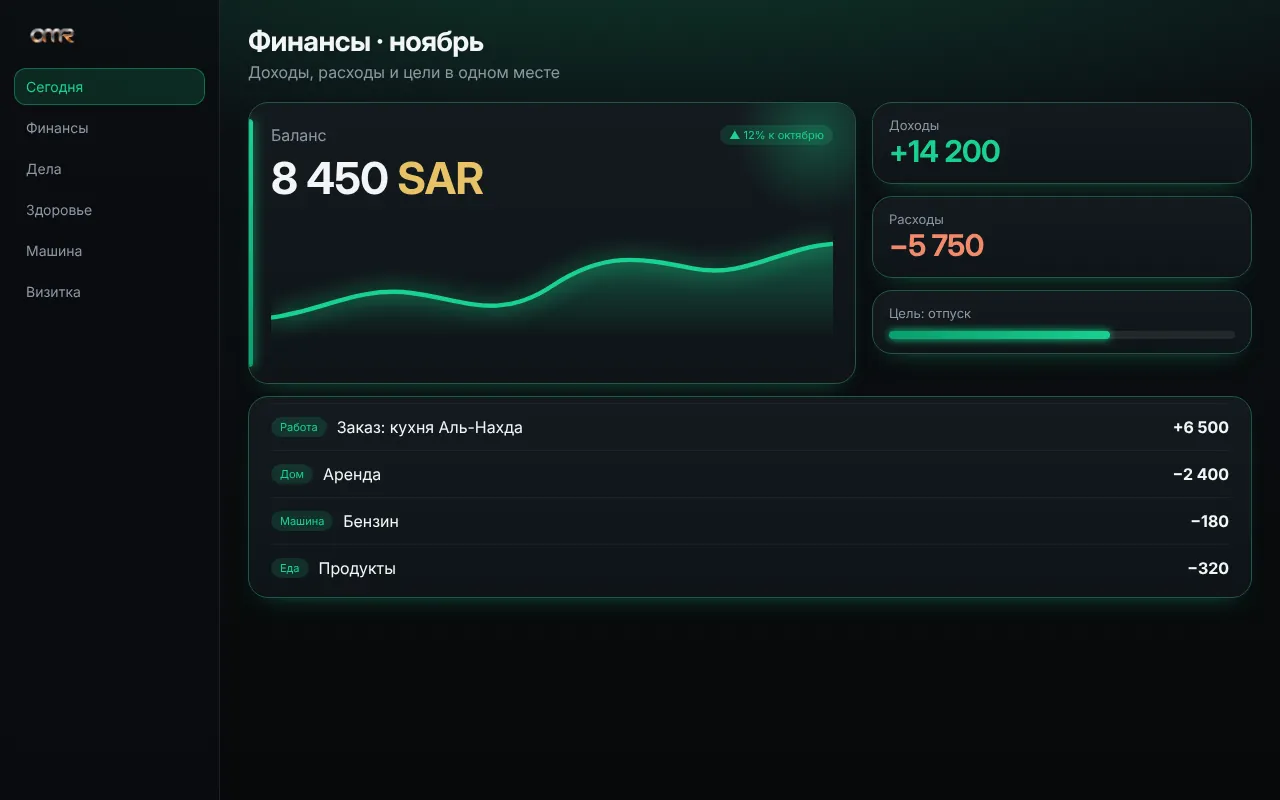 OMR
Сегодня
Финансы
Дела
Здоровье
Машина
Визитка
Финансы · ноябрь
Доходы, расходы и цели в одном месте
Баланс
▲ 12% к октябрю
8 450 SAR
Доходы
+14 200
Расходы
−5 750
Цель: отпуск
Работа Заказ: кухня Аль-Нахда +6 500
Дом Аренда −2 400
Машина Бензин −180
Еда Продукты −320